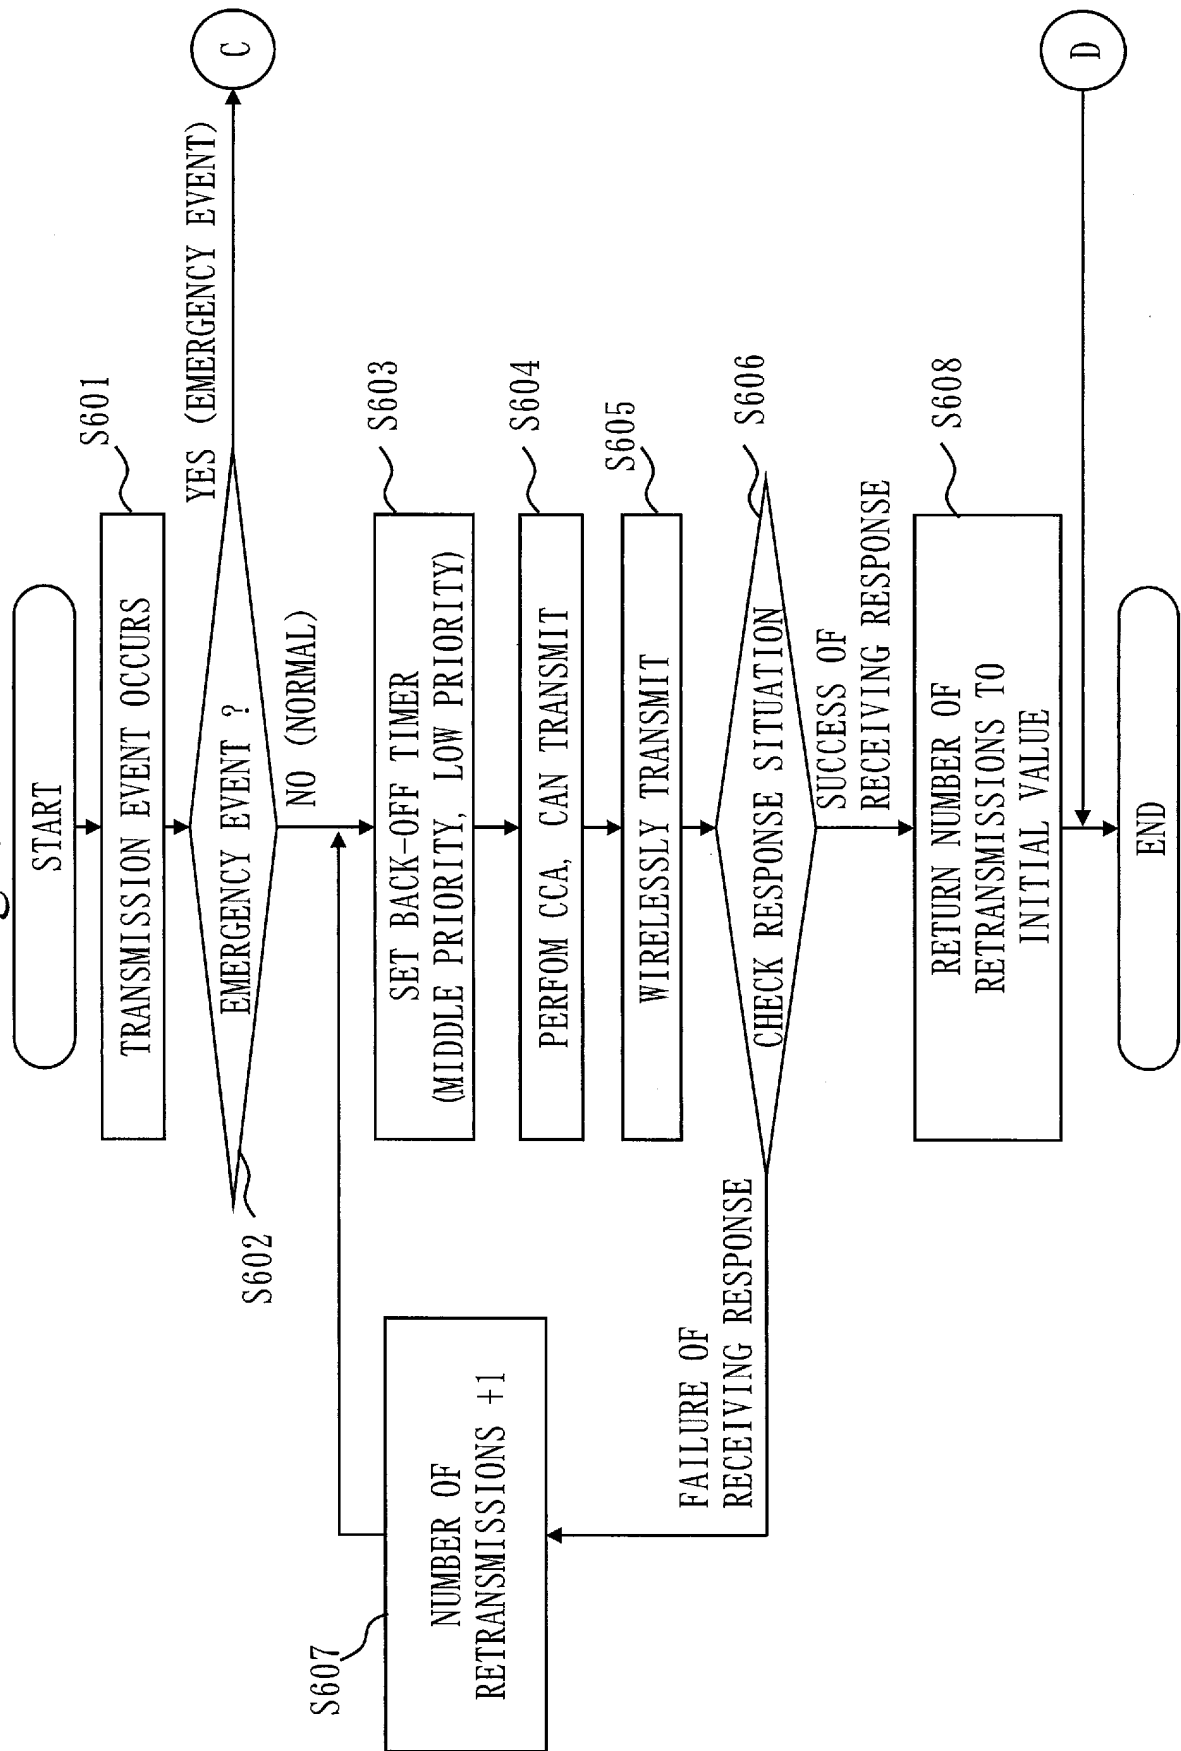 START
TRANSMISSION EVENT OCCURS
S601
EMERGENCY EVENT ?
S602
YES (EMERGENCY EVENT)
C
NO (NORMAL)
SET BACK-OFF TIMER
(MIDDLE PRIORITY, LOW PRIORITY)
S603
PERFOM CCA, CAN TRANSMIT
S604
WIRELESSLY TRANSMIT
S605
CHECK RESPONSE SITUATION
S606
FAILURE OF
RECEIVING RESPONSE
NUMBER OF
RETRANSMISSIONS +1
S607
SUCCESS OF
RECEIVING RESPONSE
RETURN NUMBER OF
RETRANSMISSIONS TO
INITIAL VALUE
S608
D
END